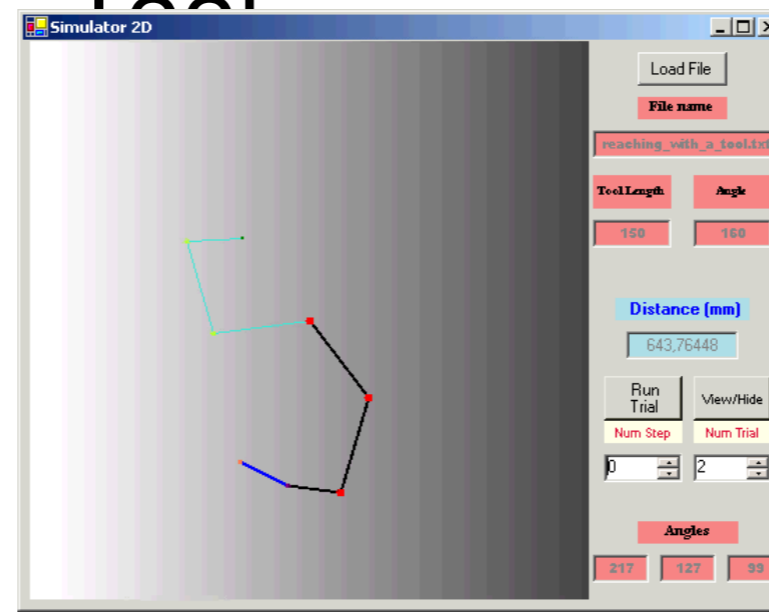 Tool
Simulator 2D
Load File
File name
reaching_with_a_tool.txt
Tool Length Angle
150 160
Distance (mm)
643,76448
Run Trial View/Hide
Num Step Num Trial
0 2
Angles
217 127 99